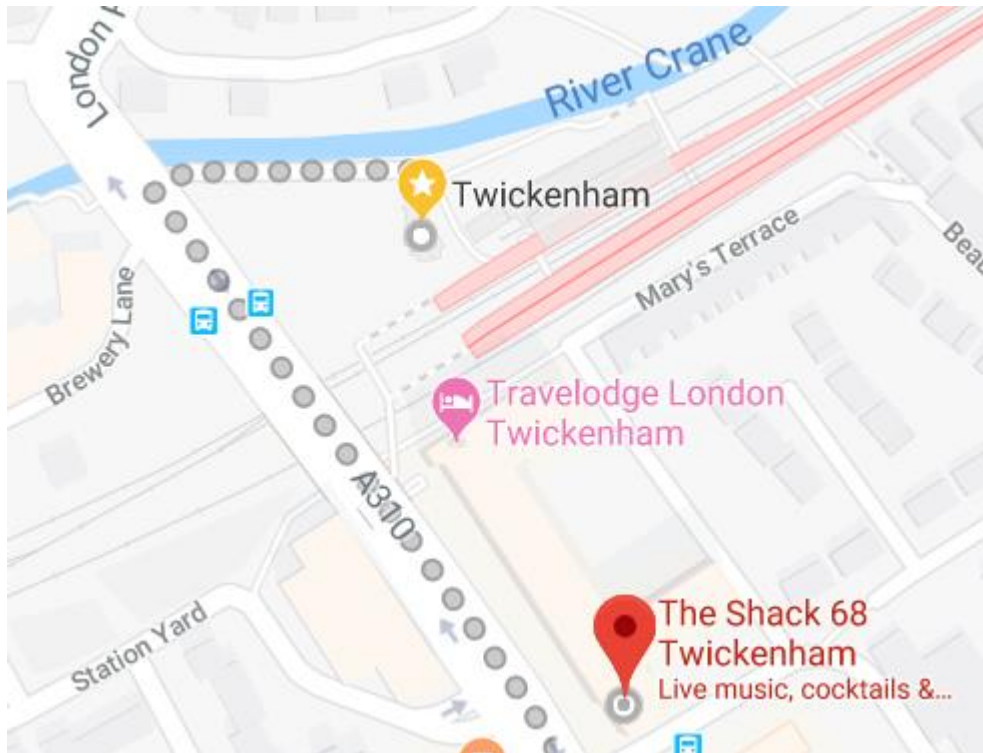 London
River Crane
Twickenham
Mary's Terrace
Brewery Lane
Travelodge London
Twickenham
A310
Station Yard
The Shack 68
Twickenham
Live music, cocktails &...